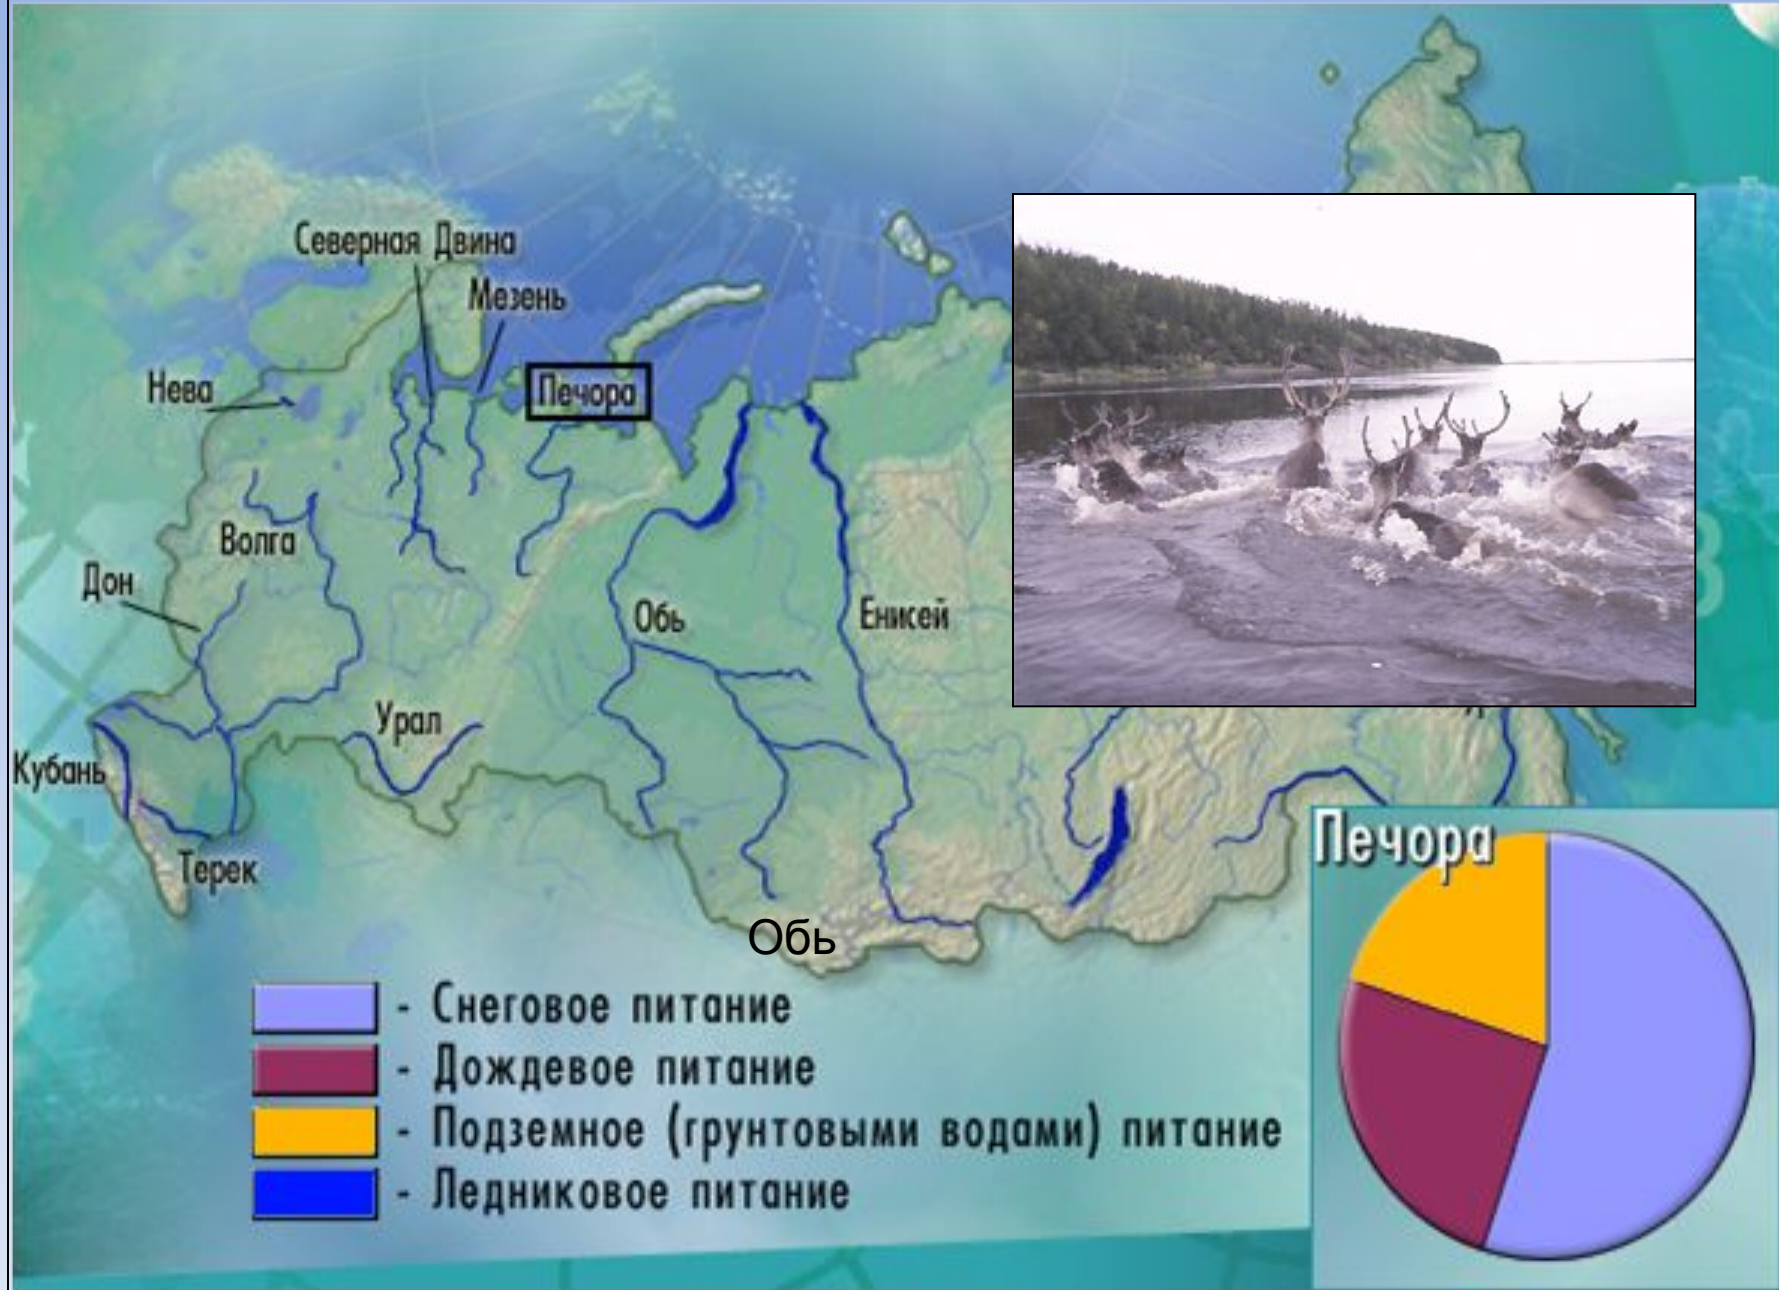 Северная Двина
Мезень
Нева
Печора
Волга
Дон
Обь
Енисей
Урал
Кубань
Терек
Обь
Печора
- Снеговое питание
- Дождевое питание
- Подземное (грунтовыми водами) питание
- Ледниковое питание